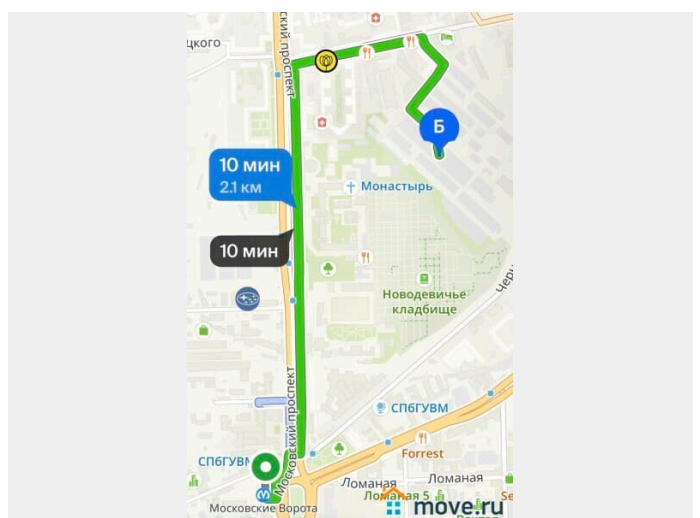 ский проспект
цкого
Б
10 мин
2.1 км
Монастырь
10 мин
Новодевичье
кладбище
Черн
Московский проспект
СПбГУВМ
Forrest
СПбГУВМ
Ломаная
Ломаная
Ломаная 5
Московские Ворота
move.ru